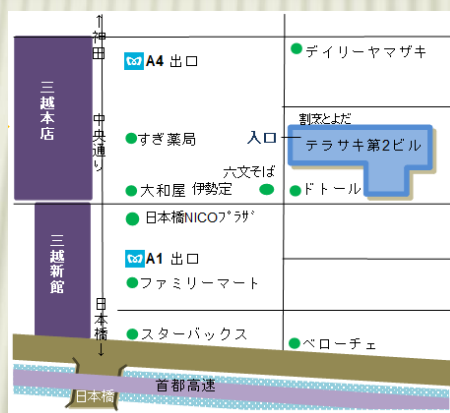 ↑神田
デイリーヤマザキ
A4 出口
三越本店
中央通り
割烹とよだ
すぎ薬局
入口
テラサキ第2ビル
六文そば
大和屋 伊勢定
ドトール
日本橋NICOプラザ
三越新館
A1 出口
ファミリーマート
日本橋↓
スターバックス
ベローチェ
首都高速
日本橋